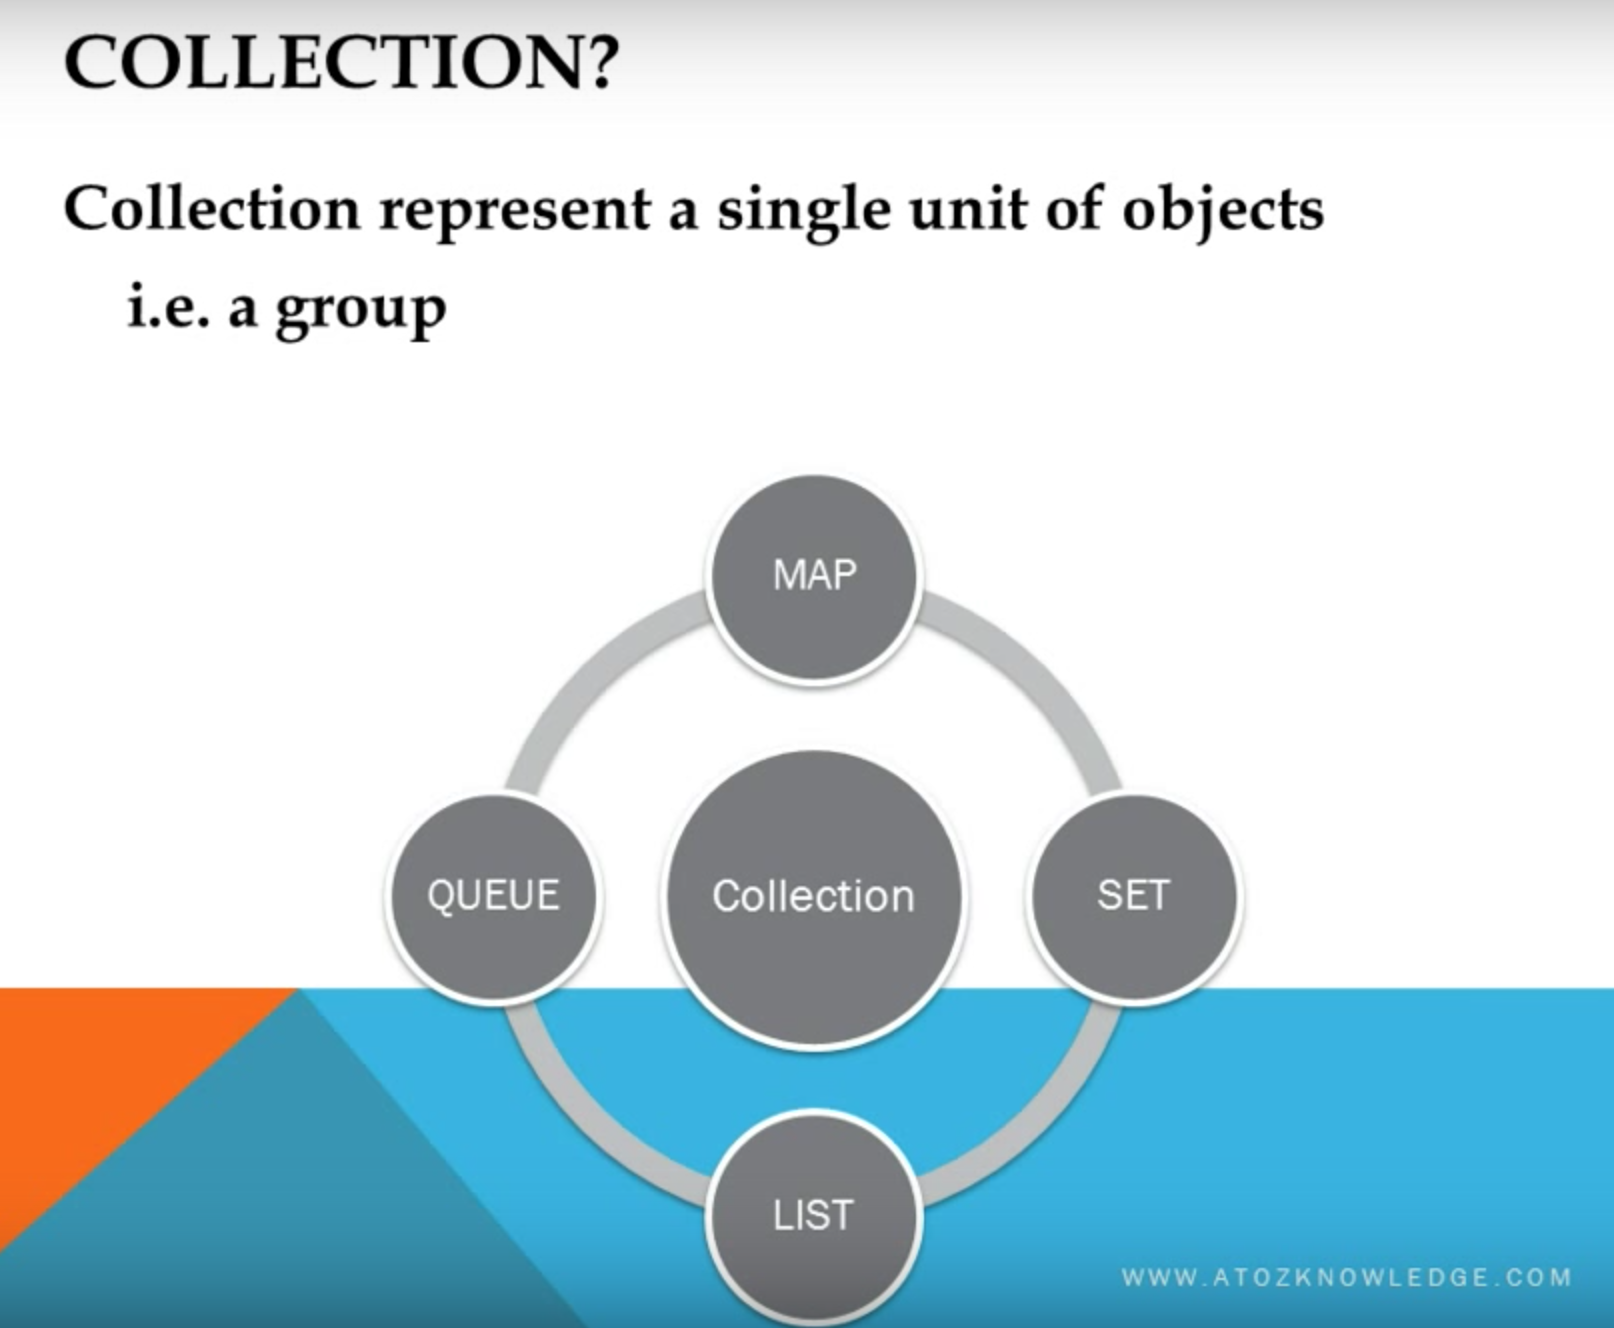 COLLECTION?
Collection represent a single unit of objects
i.e. a group
MAP
QUEUE
Collection
SET
LIST
WWW.ATOZKNOWLEDGE.COM